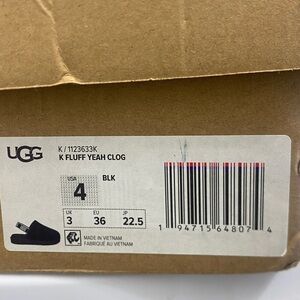 UGG
K / 1123633K
K FLUFF YEAH CLOG
USA
4
BLK
UK EU JP
3 36 22.5
MADE IN VIETNAM
FABRIQUÉ AU VIETNAM
1 94715 64807 4